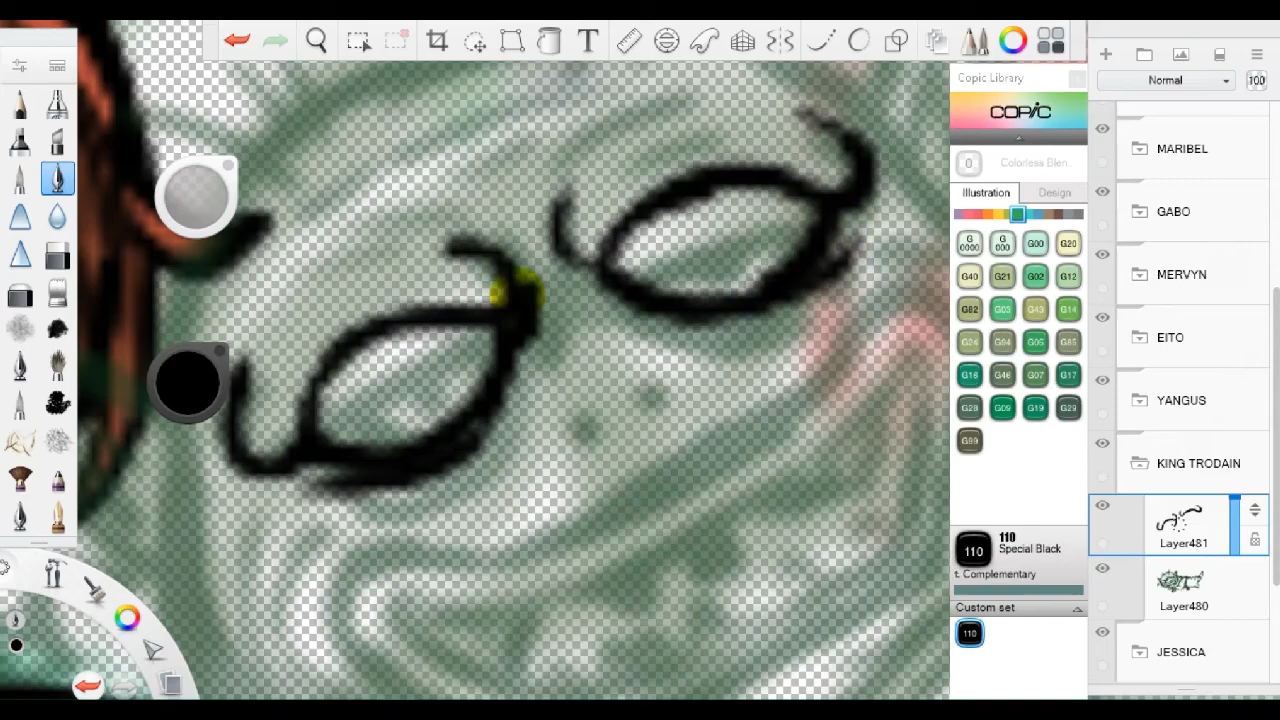 Copic Library
COPIC
0 Colorless Blen..
Illustration Design
G0000 G000 G00 G20
G40 G21 G02 G12
G82 G03 G43 G14
G24 G94 G05 G85
G16 G46 G07 G17
G28 G09 G19 G29
G99
110 110
Special Black
t. Complementary
Custom set
110
Normal 100
MARIBEL
GABO
MERVYN
EITO
YANGUS
KING TRODAIN
Layer481
Layer480
JESSICA